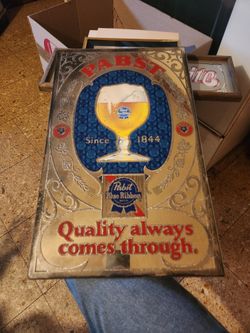 PABST
Since 1844
Pabst
Blue Ribbon
Quality always
comes through.